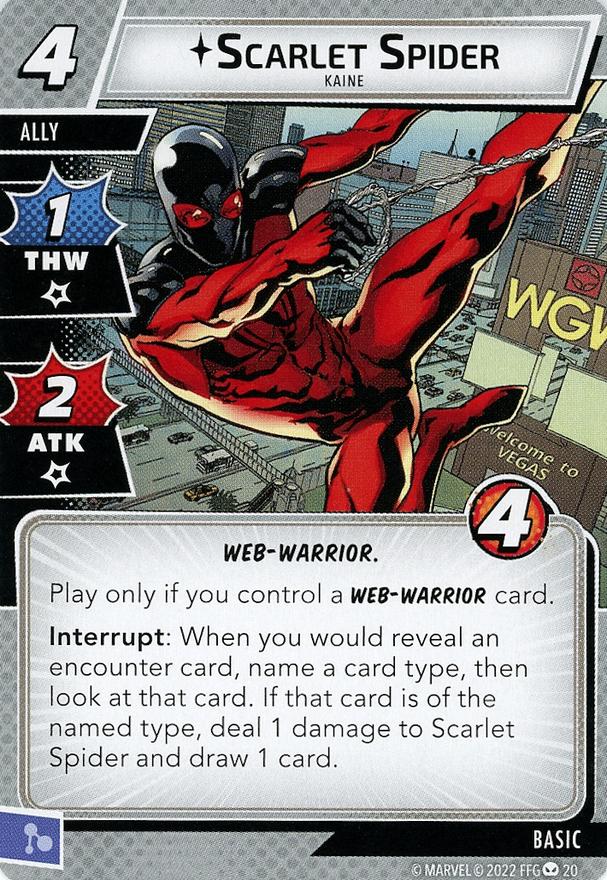 4
Scarlet Spider
KAINE
ALLY
1
THW
2
ATK
WGV
Welcome to
VEGAS
4
WEB-WARRIOR.
Play only if you control a WEB-WARRIOR card.
Interrupt: When you would reveal an
encounter card, name a card type, then
look at that card. If that card is of the
named type, deal 1 damage to Scarlet
Spider and draw 1 card.
BASIC
© MARVEL © 2022 FFG 20